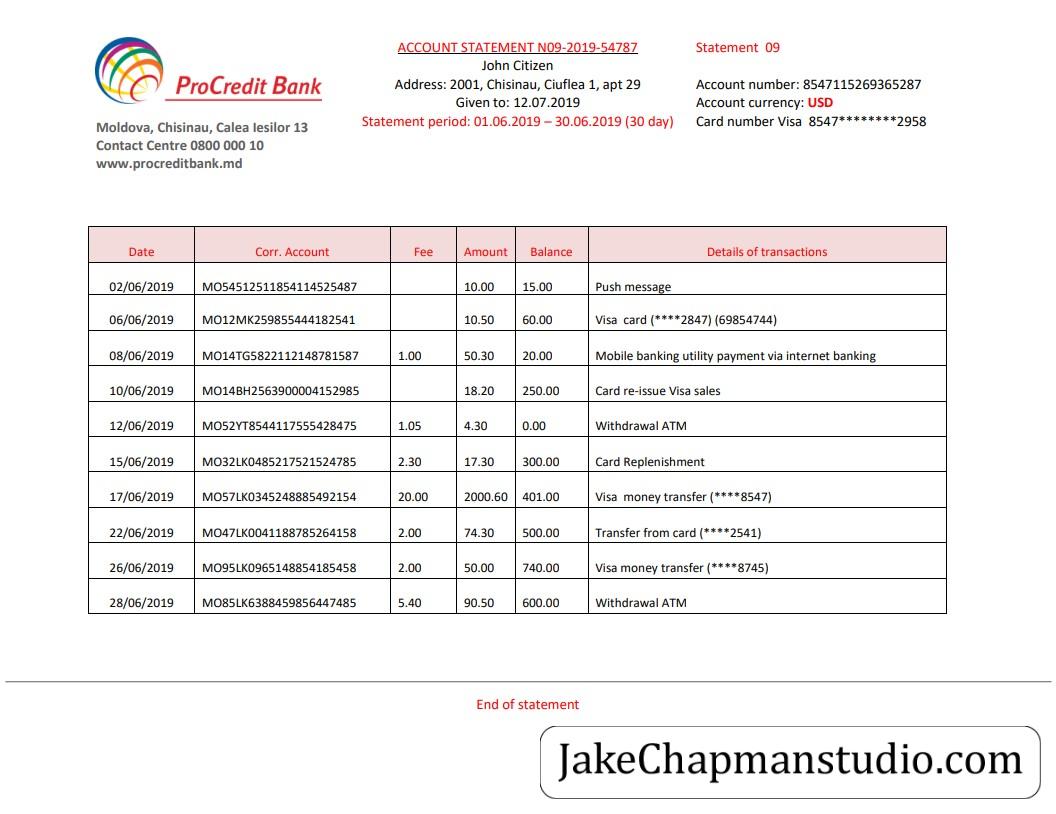 ProCredit Bank
Moldova, Chisinau, Calea Iesilor 13
Contact Centre 0800 000 10
www.procreditbank.md
ACCOUNT STATEMENT N09-2019-54787
John Citizen
Address: 2001, Chisinau, Ciuflea 1, apt 29
Given to: 12.07.2019
Statement period: 01.06.2019 – 30.06.2019 (30 day)
Statement 09
Account number: 8547115269365287
Account currency: USD
Card number Visa 8547********2958
Date Corr. Account Fee Amount Balance Details of transactions
02/06/2019 MO54512511854114525487 10.00 15.00 Push message
06/06/2019 MO12MK259855444182541 10.50 60.00 Visa card (****2847) (69854744)
08/06/2019 MO14TG5822112148781587 1.00 50.30 20.00 Mobile banking utility payment via internet banking
10/06/2019 MO14BH2563900004152985 18.20 250.00 Card re-issue Visa sales
12/06/2019 MO52YT8544117555428475 1.05 4.30 0.00 Withdrawal ATM
15/06/2019 MO32LK0485217521524785 2.30 17.30 300.00 Card Replenishment
17/06/2019 MO57LK0345248885492154 20.00 2000.60 401.00 Visa money transfer (****8547)
22/06/2019 MO47LK0041188785264158 2.00 74.30 500.00 Transfer from card (****2541)
26/06/2019 MO95LK0965148854185458 2.00 50.00 740.00 Visa money transfer (****8745)
28/06/2019 MO85LK6388459856447485 5.40 90.50 600.00 Withdrawal ATM
End of statement
JakeChapmanstudio.com